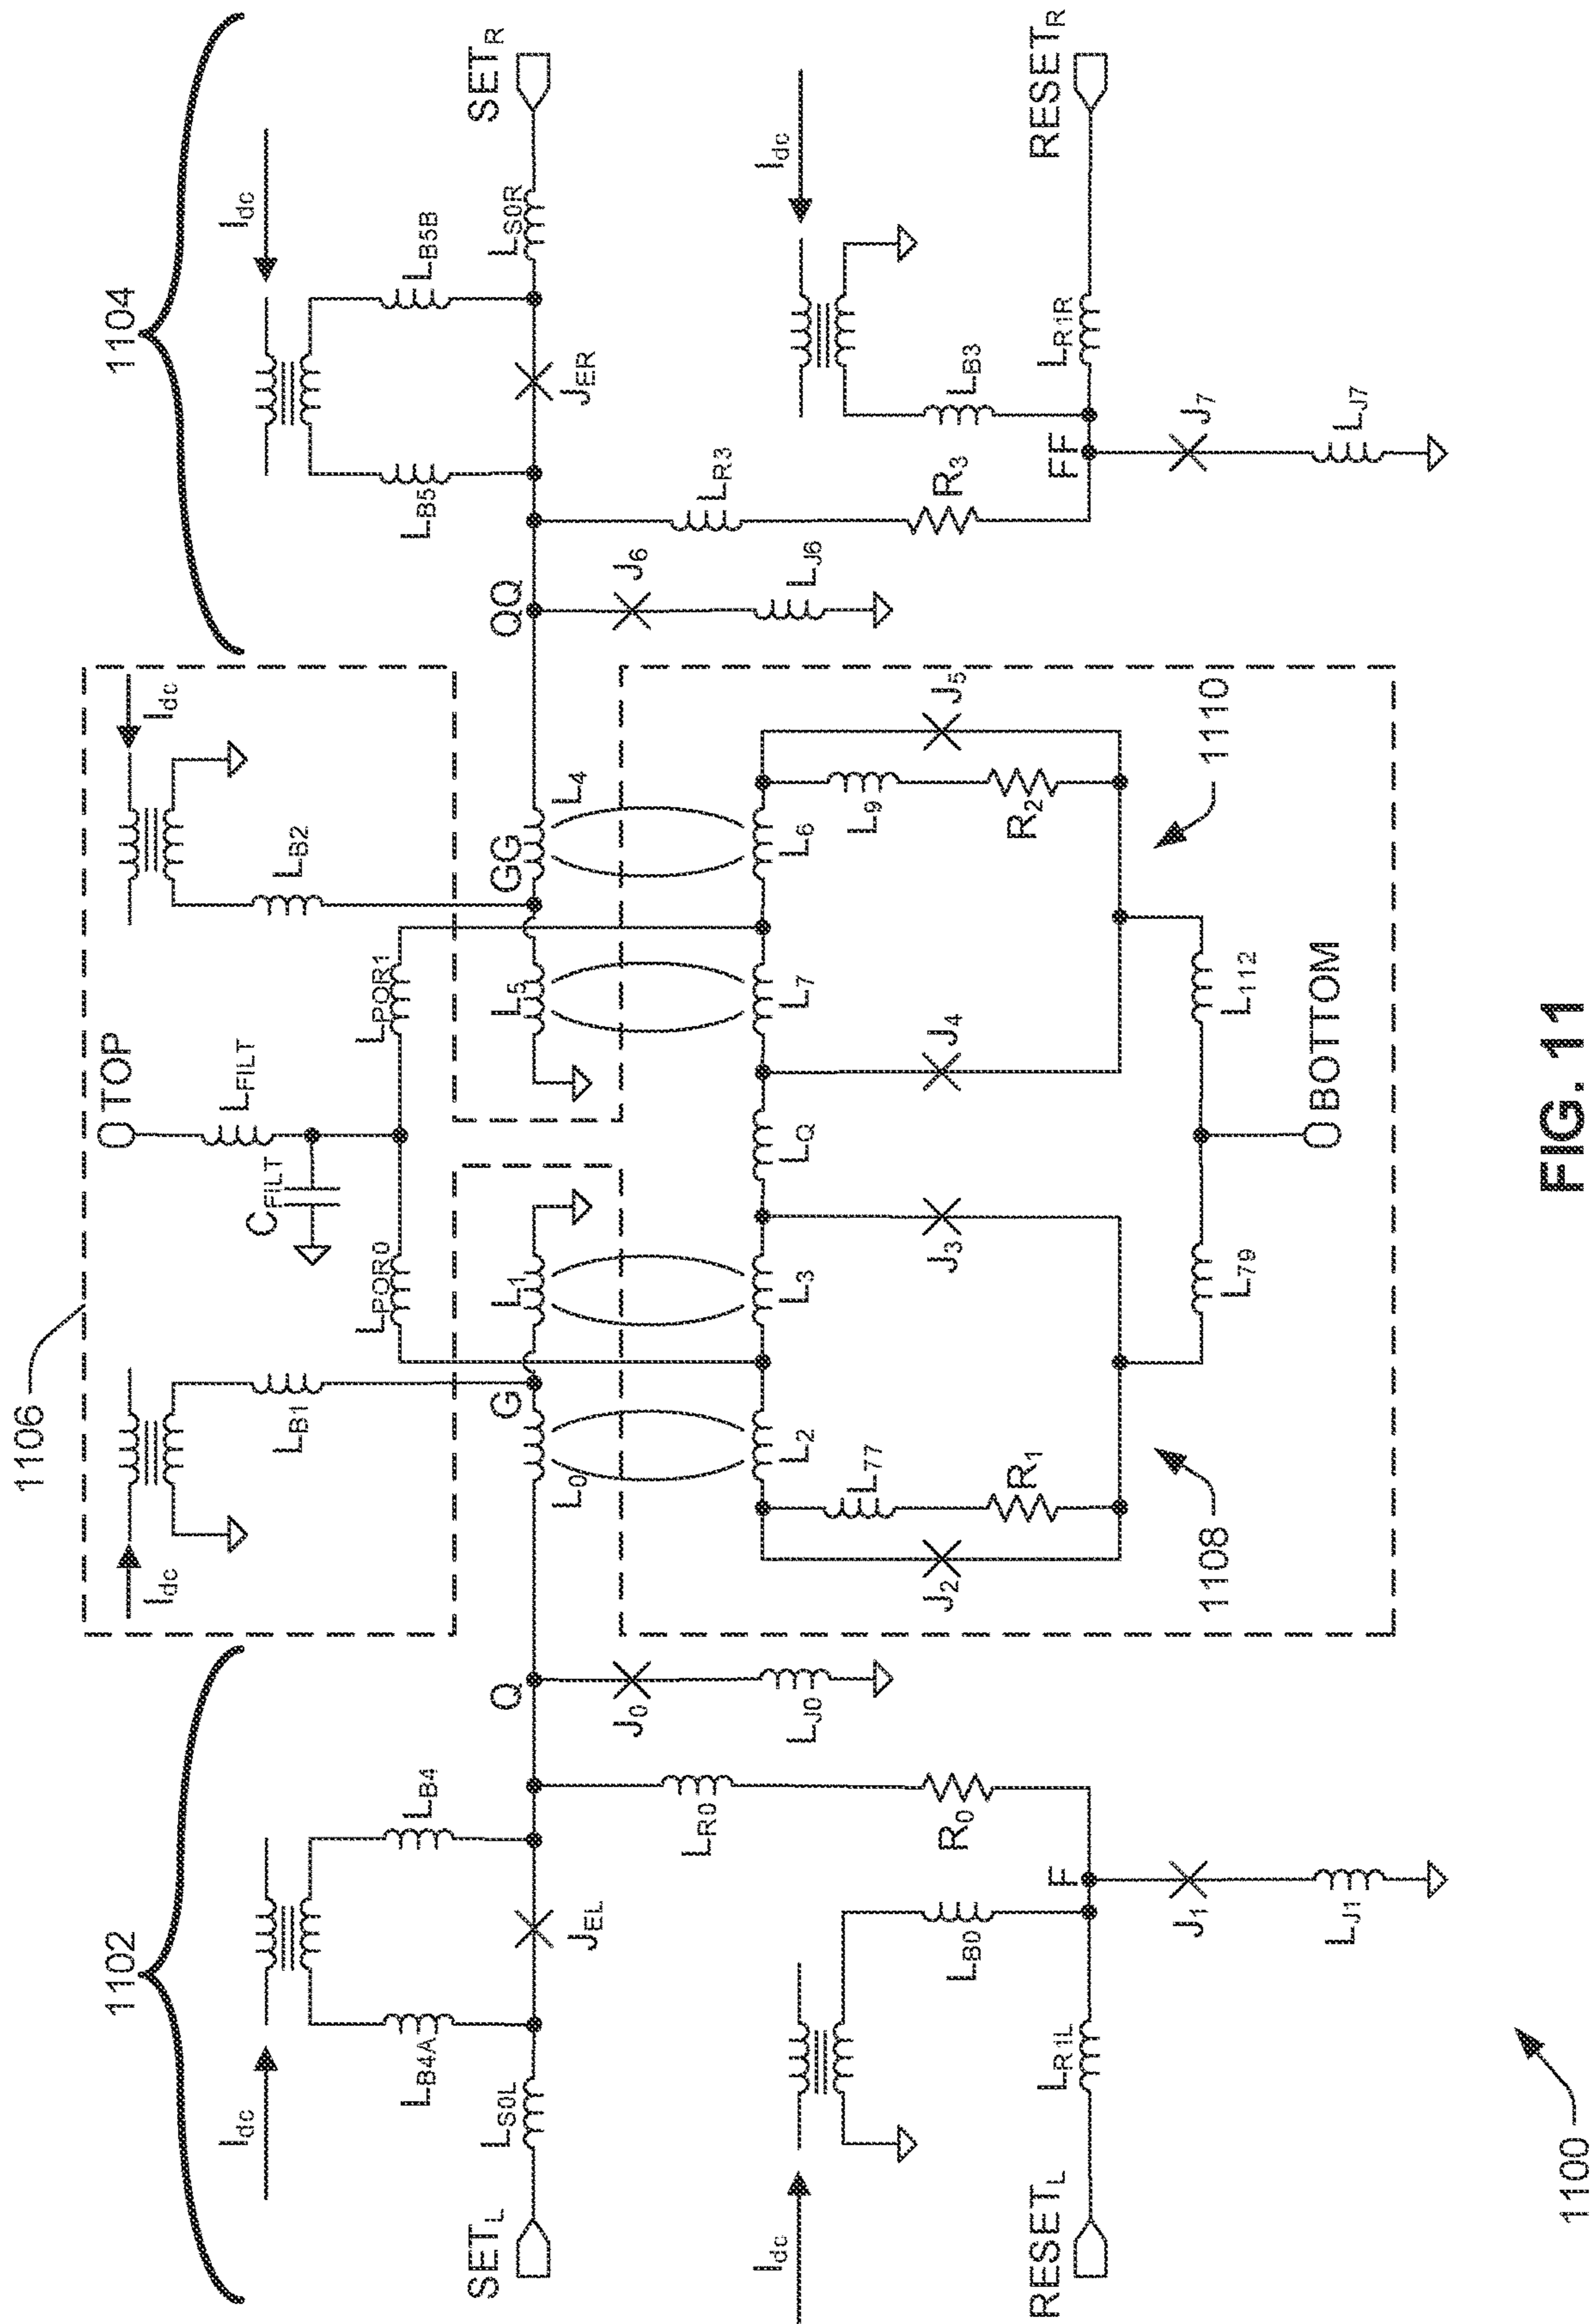 1106
1102
1104
I_dc
I_dc
I_dc
I_dc
TOP
L_FILT
C_FILT
L_B1
L_B2
L_B4A
L_B4
L_POR0
L_POR1
L_B5
L_B5B
SET_L
L_S0L
J_EL
Q
L_0
G
L_1
L_5
GG
L_4
QQ
J_ER
L_S0R
SET_R
J_0
J_6
L_R0
L_J0
L_J6
L_R3
I_dc
I_dc
L_2
L_3
L_Q
L_7
L_6
L_77
L_9
J_2
R_1
J_3
J_4
R_2
J_5
R_0
R_3
L_B0
L_B3
RESET_L
L_R1L
F
FF
L_R1R
RESET_R
J_1
J_7
1108
1110
L_79
L_112
L_J1
L_J7
BOTTOM
1100
FIG. 11